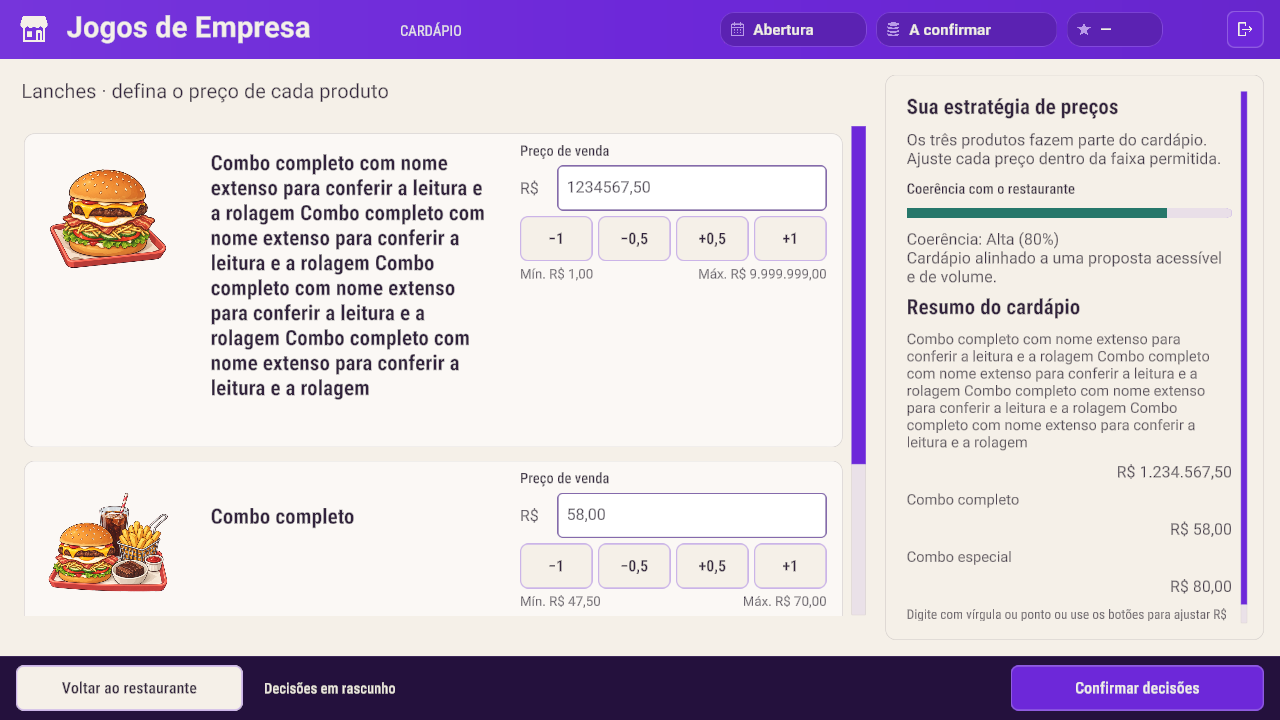 Jogos de Empresa
CARDÁPIO
Abertura
A confirmar
–
Lanches · defina o preço de cada produto
Combo completo com nome
extenso para conferir a leitura e
a rolagem Combo completo com
nome extenso para conferir a
leitura e a rolagem Combo
completo com nome extenso
para conferir a leitura e a
rolagem Combo completo com
nome extenso para conferir a
leitura e a rolagem
Preço de venda
R$ 1234567,50
−1 −0,5 +0,5 +1
Mín. R$ 1,00 Máx. R$ 9.999.999,00
Combo completo
Preço de venda
R$ 58,00
−1 −0,5 +0,5 +1
Mín. R$ 47,50 Máx. R$ 70,00
Sua estratégia de preços
Os três produtos fazem parte do cardápio.
Ajuste cada preço dentro da faixa permitida.
Coerência com o restaurante
Coerência: Alta (80%)
Cardápio alinhado a uma proposta acessível
e de volume.
Resumo do cardápio
Combo completo com nome extenso para
conferir a leitura e a rolagem Combo completo
com nome extenso para conferir a leitura e a
rolagem Combo completo com nome extenso
para conferir a leitura e a rolagem Combo
completo com nome extenso para conferir a
leitura e a rolagem
R$ 1.234.567,50
Combo completo
R$ 58,00
Combo especial
R$ 80,00
Digite com vírgula ou ponto ou use os botões para ajustar R$
Voltar ao restaurante
Decisões em rascunho
Confirmar decisões